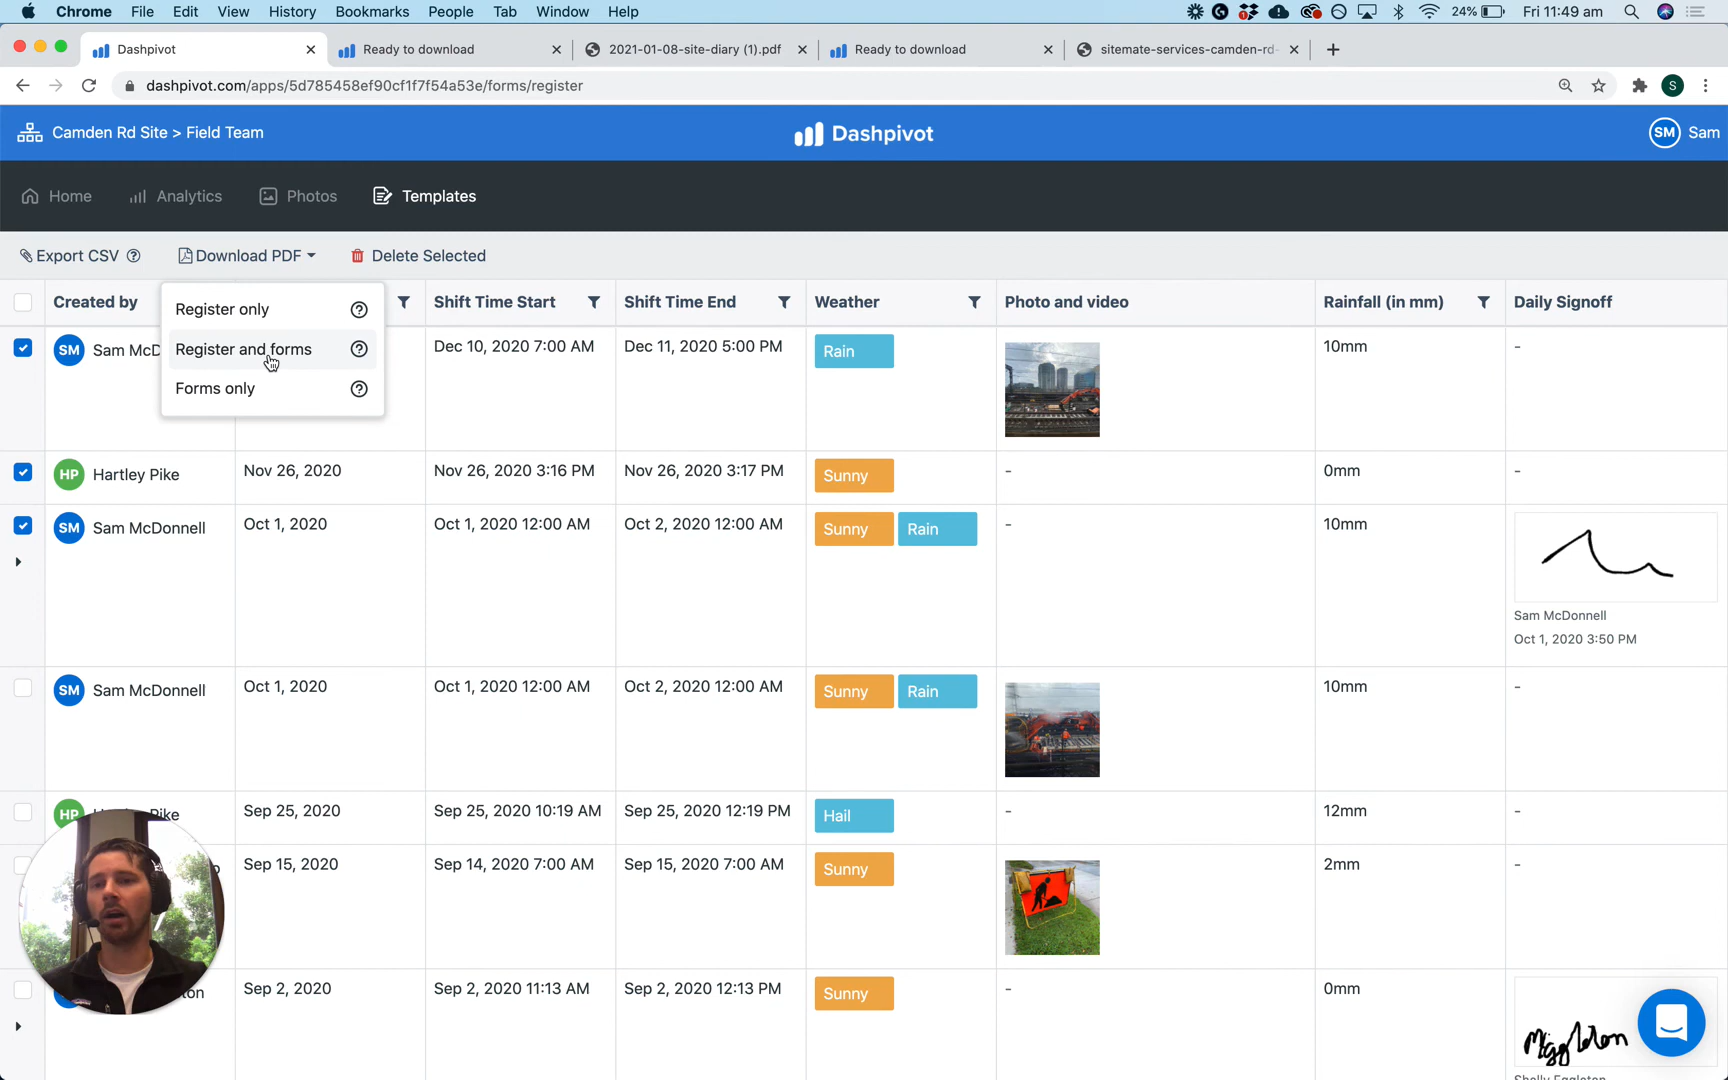 Chrome File Edit View History Bookmarks People Tab Window Help 24% Fri 11:49 am
Dashpivot Ready to download 2021-01-08-site-diary (1).pdf Ready to download sitemate-services-camden-rd-
dashpivot.com/apps/5d785458ef90cf1f7f54a53e/forms/register S
Camden Rd Site > Field Team Dashpivot SM Sam
Home Analytics Photos Templates
Export CSV Download PDF Delete Selected
Created by Shift Time Start Shift Time End Weather Photo and video Rainfall (in mm) Daily Signoff
Register only
Register and forms
Forms only
SM Sam McD Dec 10, 2020 7:00 AM Dec 11, 2020 5:00 PM Rain 10mm -
HP Hartley Pike Nov 26, 2020 Nov 26, 2020 3:16 PM Nov 26, 2020 3:17 PM Sunny - 0mm -
SM Sam McDonnell Oct 1, 2020 Oct 1, 2020 12:00 AM Oct 2, 2020 12:00 AM Sunny Rain - 10mm
Sam McDonnell
Oct 1, 2020 3:50 PM
SM Sam McDonnell Oct 1, 2020 Oct 1, 2020 12:00 AM Oct 2, 2020 12:00 AM Sunny Rain 10mm -
HP Pike Sep 25, 2020 Sep 25, 2020 10:19 AM Sep 25, 2020 12:19 PM Hail - 12mm -
Sep 15, 2020 Sep 14, 2020 7:00 AM Sep 15, 2020 7:00 AM Sunny 2mm -
ton Sep 2, 2020 Sep 2, 2020 11:13 AM Sep 2, 2020 12:13 PM Sunny - 0mm